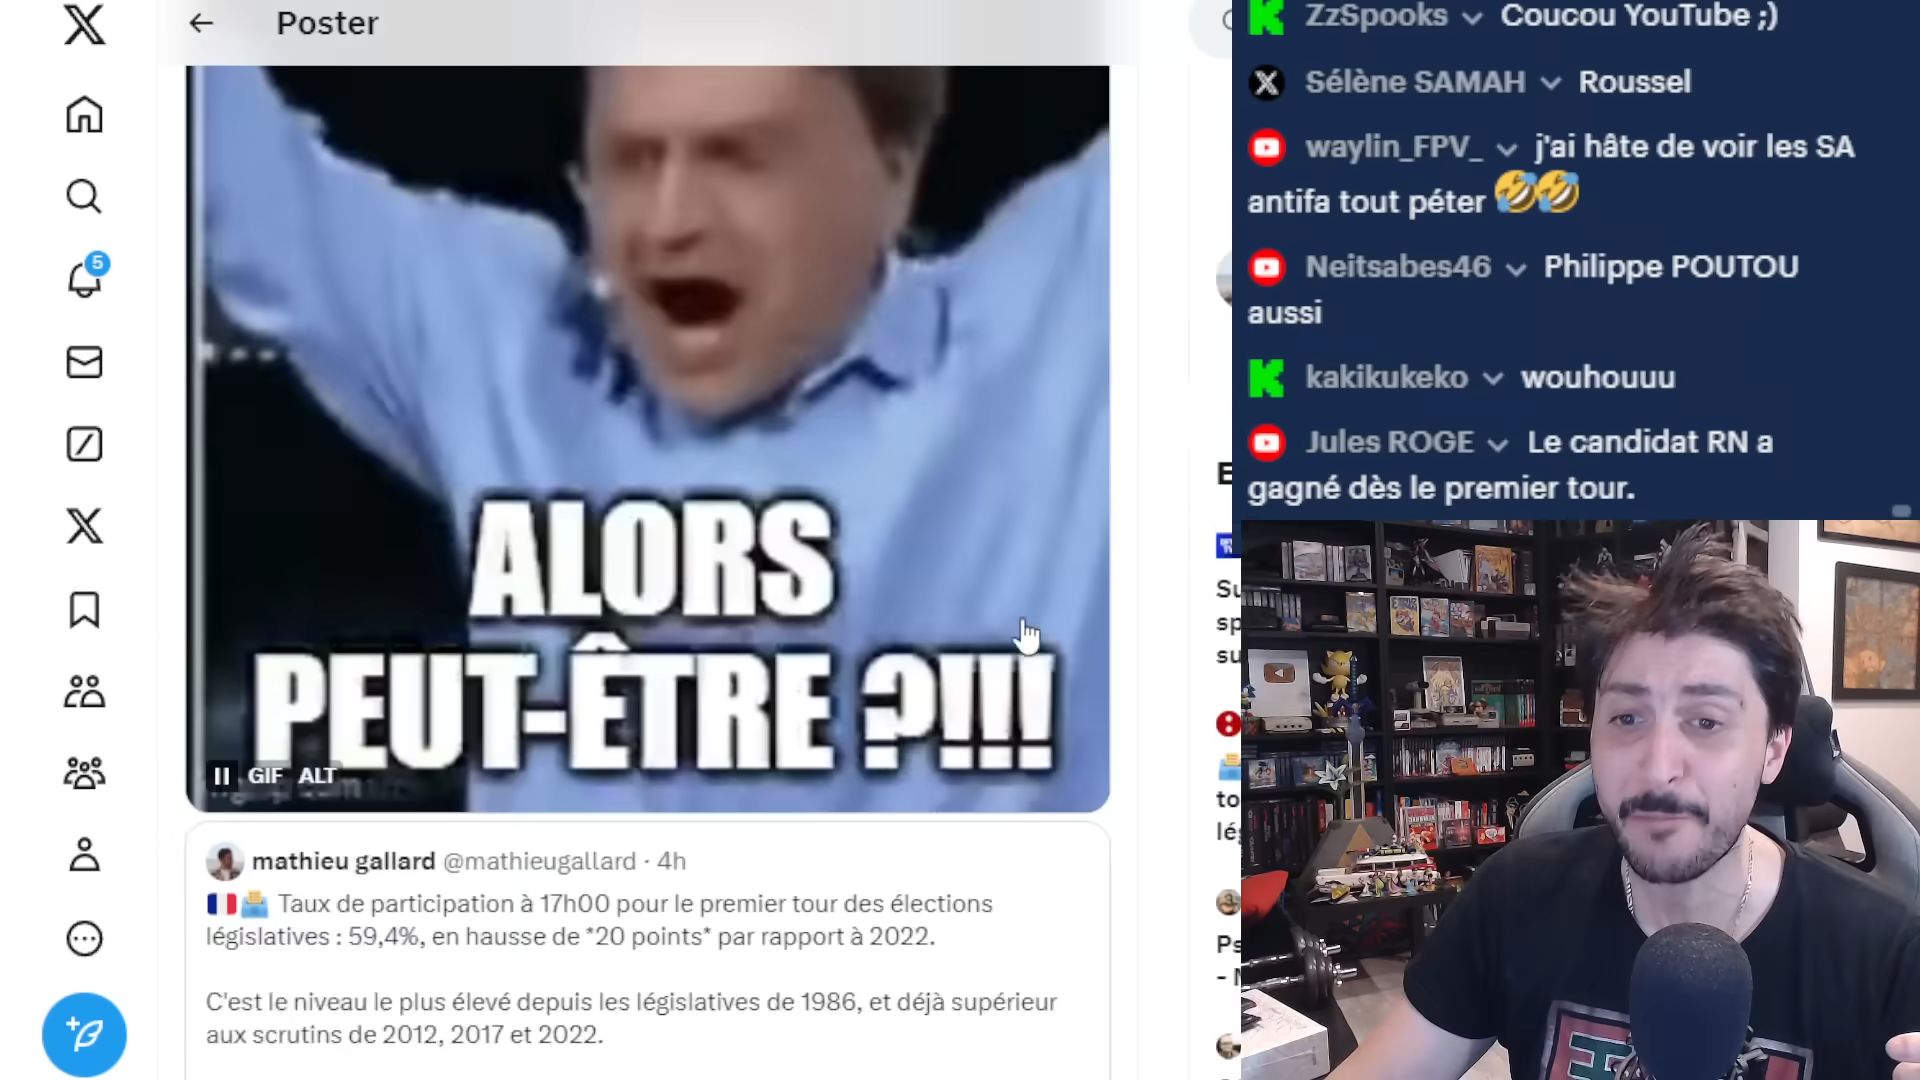 Poster
ALORS
PEUT-ÊTRE ?!!!
GIF ALT
5
mathieu gallard @mathieugallard · 4h
Taux de participation à 17h00 pour le premier tour des élections
législatives : 59,4%, en hausse de *20 points* par rapport à 2022.
C'est le niveau le plus élevé depuis les législatives de 1986, et déjà supérieur
aux scrutins de 2012, 2017 et 2022.
ZzSpooks Coucou YouTube ;)
Sélène SAMAH Roussel
waylin_FPV_ j'ai hâte de voir les SA
antifa tout péter 🤣🤣
Neitsabes46 Philippe POUTOU
aussi
kakikukeko wouhouuu
Jules ROGE Le candidat RN a
gagné dès le premier tour.